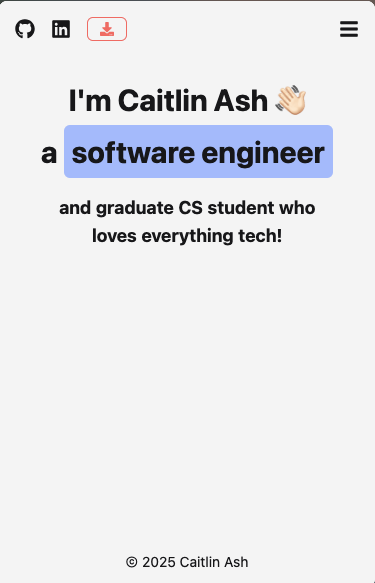 I'm Caitlin Ash 👋🏻
a software engineer
and graduate CS student who
loves everything tech!
© 2025 Caitlin Ash